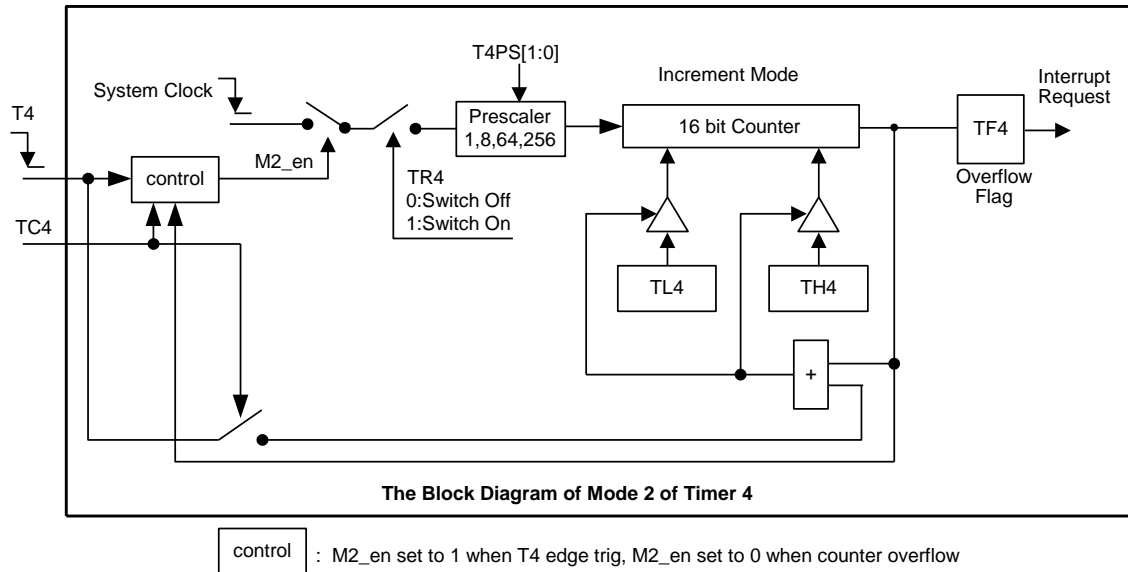 T4PS[1:0]
Increment Mode
Interrupt
Request
System Clock
T4
Prescaler
1,8,64,256
16 bit Counter
TF4
Overflow
Flag
M2_en
control
TR4
0:Switch Off
1:Switch On
TC4
TL4
TH4
+
The Block Diagram of Mode 2 of Timer 4
control : M2_en set to 1 when T4 edge trig, M2_en set to 0 when counter overflow